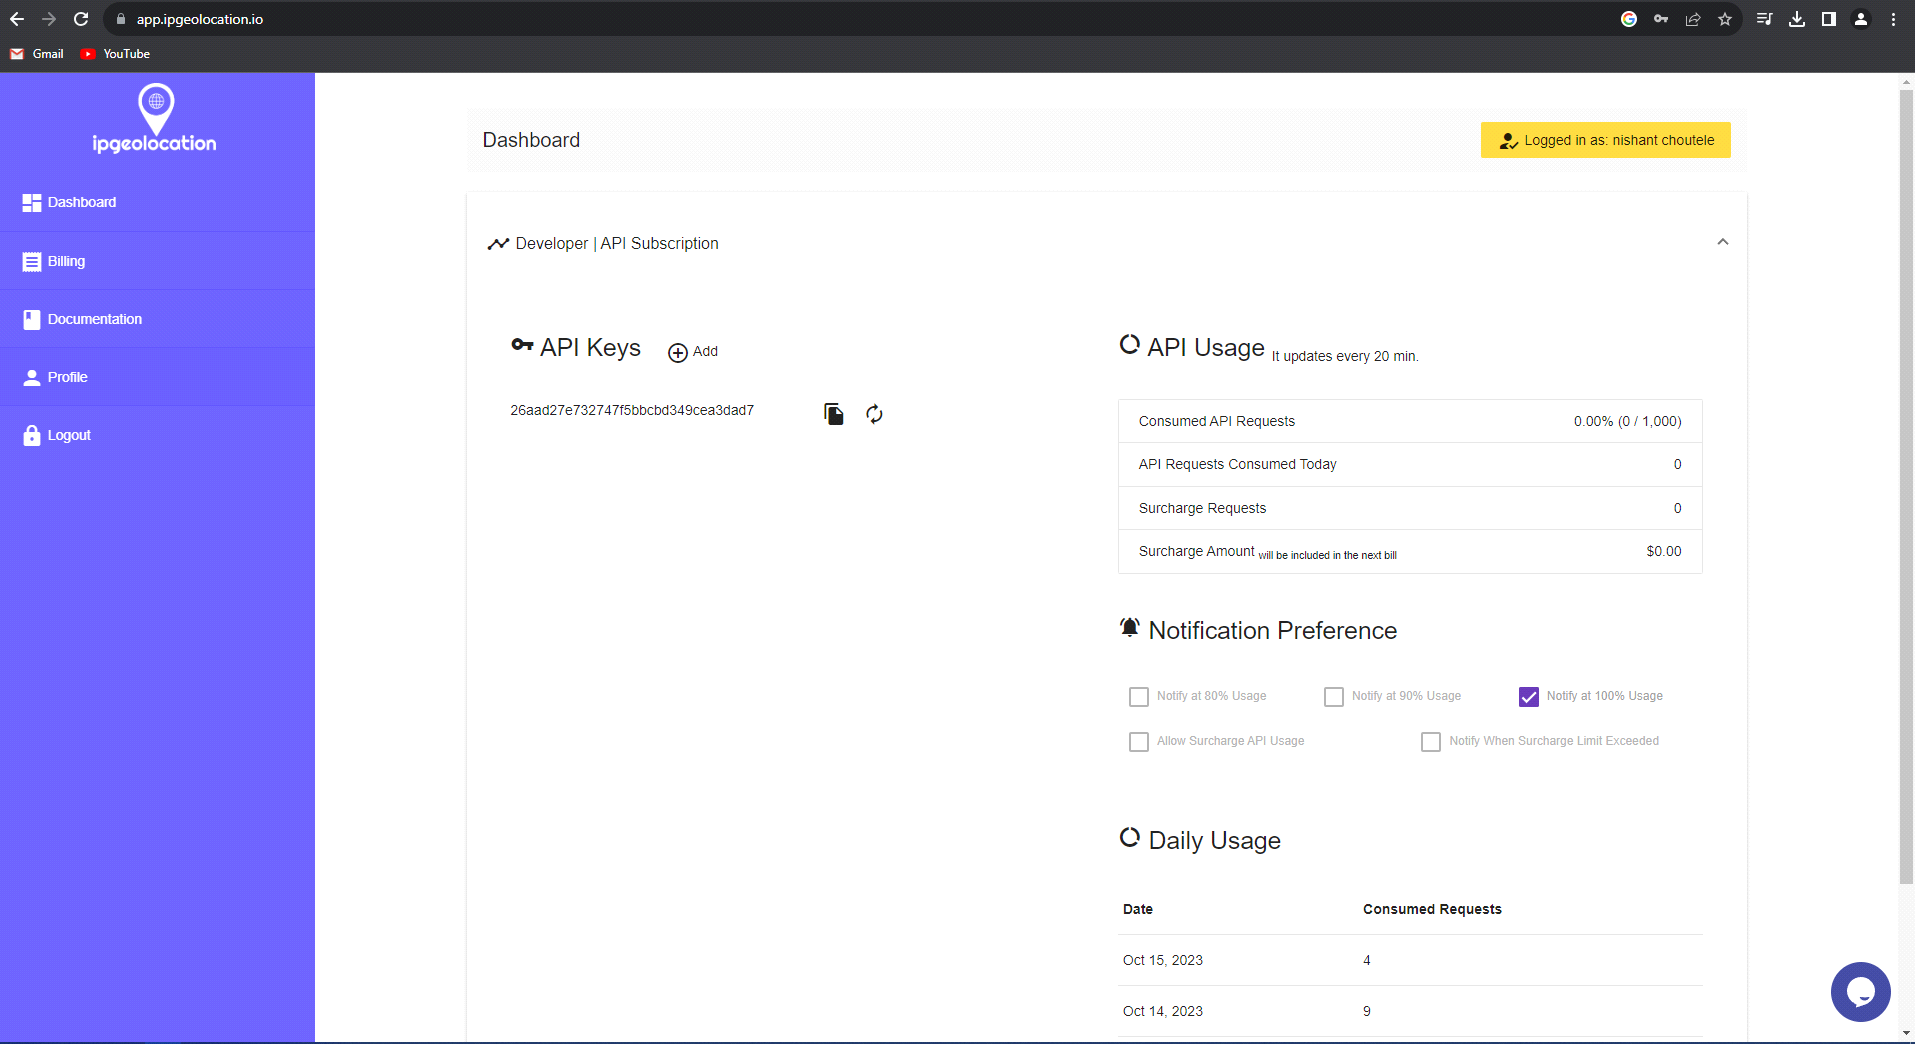 app.ipgeolocation.io
Gmail YouTube
ipgeolocation
Dashboard
Billing
Documentation
Profile
Logout
Dashboard
Logged in as: nishant choutele
Developer | API Subscription
API Keys Add
26aad27e732747f5bbcbd349cea3dad7
API Usage It updates every 20 min.
Consumed API Requests 0.00% (0 / 1,000)
API Requests Consumed Today 0
Surcharge Requests 0
Surcharge Amount will be included in the next bill $0.00
Notification Preference
Notify at 80% Usage Notify at 90% Usage Notify at 100% Usage
Allow Surcharge API Usage Notify When Surcharge Limit Exceeded
Daily Usage
Date Consumed Requests
Oct 15, 2023 4
Oct 14, 2023 9